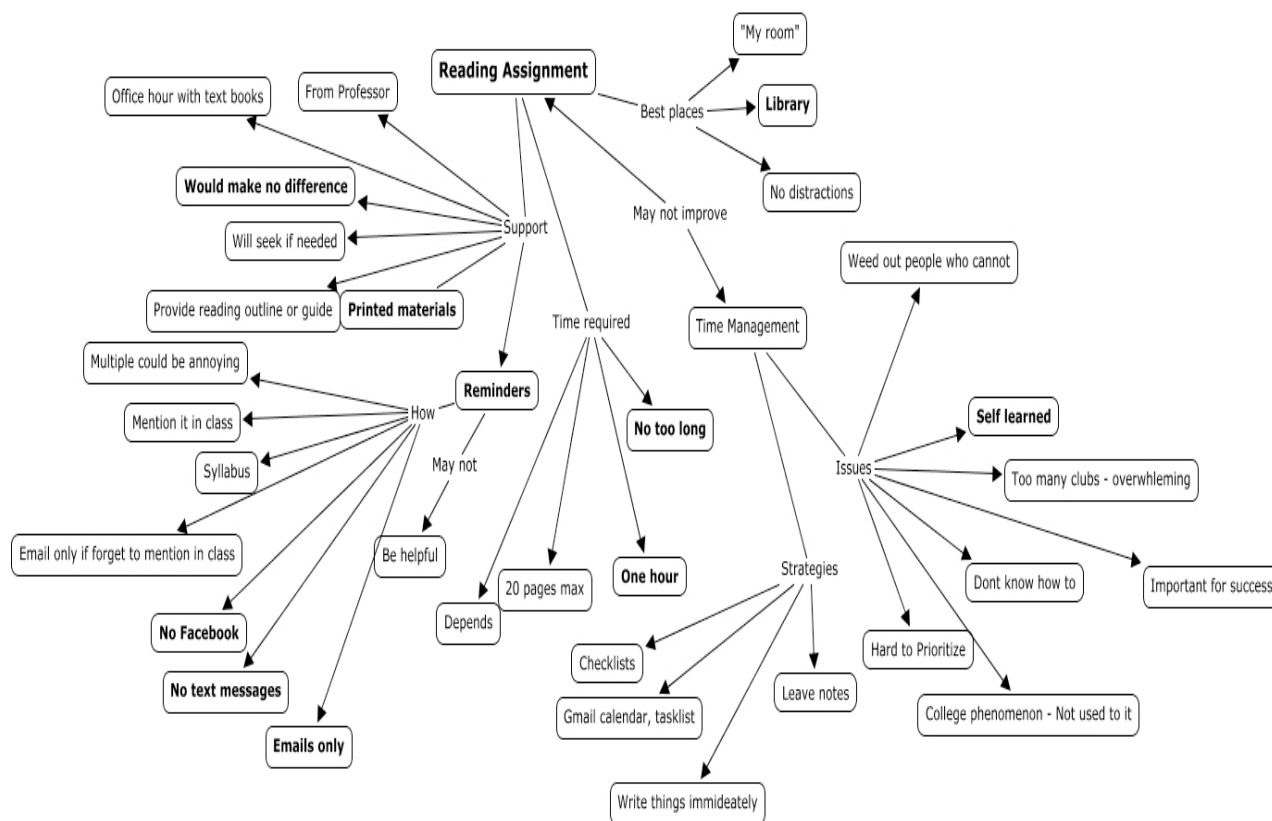 "My room"
Reading Assignment
From Professor
Office hour with text books
Best places
Library
Would make no difference
No distractions
May not improve
Support
Will seek if needed
Weed out people who cannot
Provide reading outline or guide
Printed materials
Time required
Time Management
Multiple could be annoying
Reminders
How
Mention it in class
Self learned
No too long
May not
Issues
Syllabus
Too many clubs - overwhleming
Email only if forget to mention in class
Be helpful
One hour
Strategies
20 pages max
Dont know how to
Important for success
Depends
No Facebook
Hard to Prioritize
Checklists
No text messages
Leave notes
Gmail calendar, tasklist
College phenomenon - Not used to it
Emails only
Write things immideately